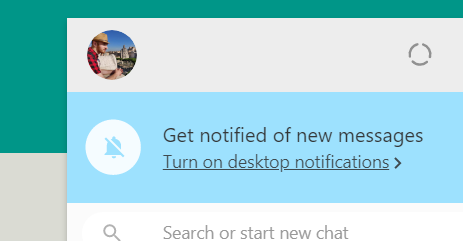 Get notified of new messages
Turn on desktop notifications
Search or start new chat